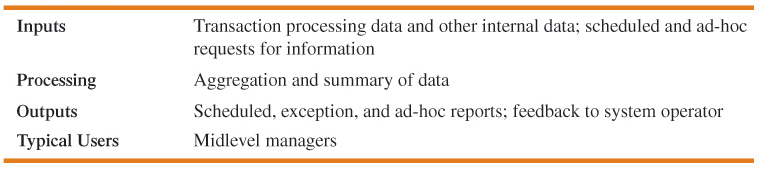 Inputs Transaction processing data and other internal data; scheduled and ad-hoc
requests for information
Processing Aggregation and summary of data
Outputs Scheduled, exception, and ad-hoc reports; feedback to system operator
Typical Users Midlevel managers